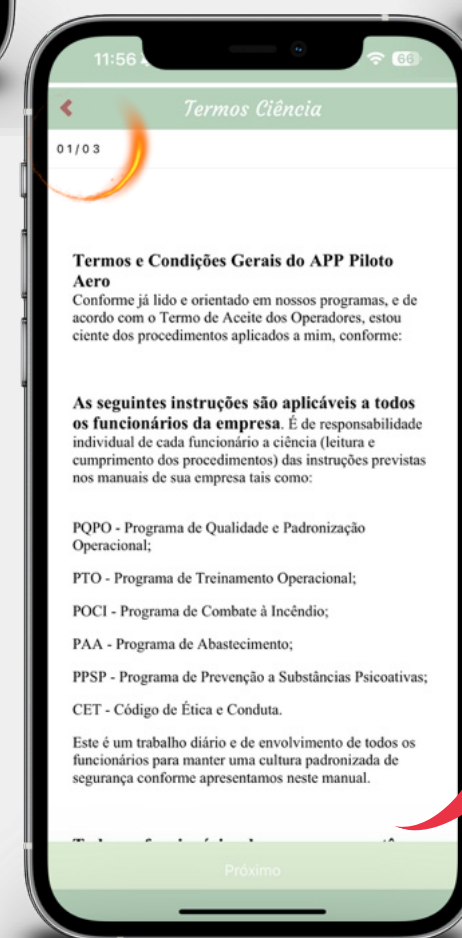 11:56
66
Termos Ciência
01/03
Termos e Condições Gerais do APP Piloto
Aero
Conforme já lido e orientado em nossos programas, e de
acordo com o Termo de Aceite dos Operadores, estou
ciente dos procedimentos aplicados a mim, conforme:
As seguintes instruções são aplicáveis a todos
os funcionários da empresa. É de responsabilidade
individual de cada funcionário a ciência (leitura e
cumprimento dos procedimentos) das instruções previstas
nos manuais de sua empresa tais como:
PQPO - Programa de Qualidade e Padronização
Operacional;
PTO - Programa de Treinamento Operacional;
POCI - Programa de Combate à Incêndio;
PAA - Programa de Abastecimento;
PPSP - Programa de Prevenção a Substâncias Psicoativas;
CET - Código de Ética e Conduta.
Este é um trabalho diário e de envolvimento de todos os
funcionários para manter uma cultura padronizada de
segurança conforme apresentamos neste manual.
Próximo